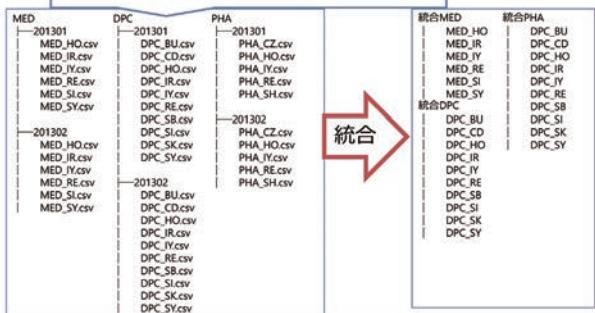 MED
├──201301
MED_HO.csv
MED_IR.csv
MED_IY.csv
MED_RE.csv
MED_SI.csv
MED_SY.csv
├──201302
MED_HO.csv
MED_IR.csv
MED_IY.csv
MED_RE.csv
MED_SI.csv
MED_SY.csv
DPC
├──201301
DPC_BU.csv
DPC_CD.csv
DPC_HO.csv
DPC_IR.csv
DPC_IY.csv
DPC_RE.csv
DPC_SB.csv
DPC_SI.csv
DPC_SK.csv
DPC_SY.csv
├──201302
DPC_BU.csv
DPC_CD.csv
DPC_HO.csv
DPC_IR.csv
DPC_IY.csv
DPC_RE.csv
DPC_SB.csv
DPC_SI.csv
DPC_SK.csv
DPC_SY.csv
PHA
├──201301
PHA_CZ.csv
PHA_HO.csv
PHA_IY.csv
PHA_RE.csv
PHA_SH.csv
├──201302
PHA_CZ.csv
PHA_HO.csv
PHA_IY.csv
PHA_RE.csv
PHA_SH.csv
統合
統合MED
MED_HO
MED_IR
MED_IY
MED_RE
MED_SI
MED_SY
統合DPC
DPC_BU
DPC_CD
DPC_HO
DPC_IR
DPC_IY
DPC_RE
DPC_SB
DPC_SI
DPC_SK
DPC_SY
統合PHA
DPC_BU
DPC_CD
DPC_HO
DPC_IR
DPC_IY
DPC_RE
DPC_SB
DPC_SI
DPC_SK
DPC_SY